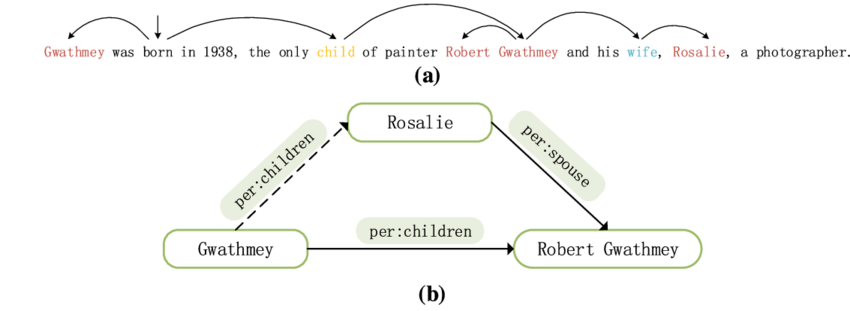 Gwathmey was born in 1938, the only child of painter Robert Gwathmey and his wife, Rosalie, a photographer.
(a)
Rosalie
per:children
per:spouse
per:children
Gwathmey
Robert Gwathmey
(b)